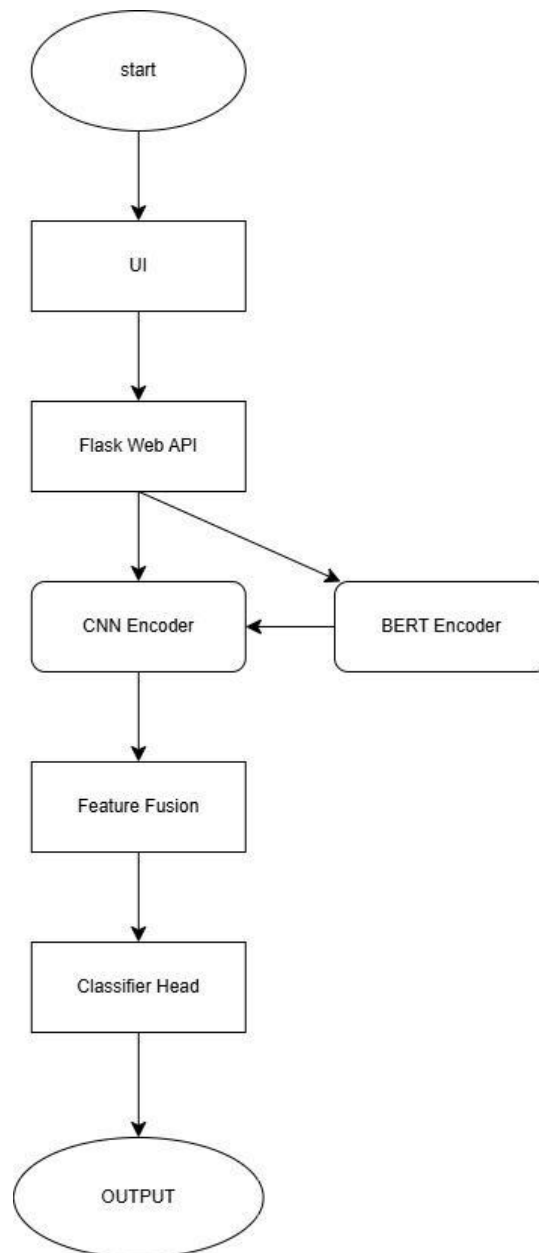 start
UI
Flask Web API
CNN Encoder
BERT Encoder
Feature Fusion
Classifier Head
OUTPUT